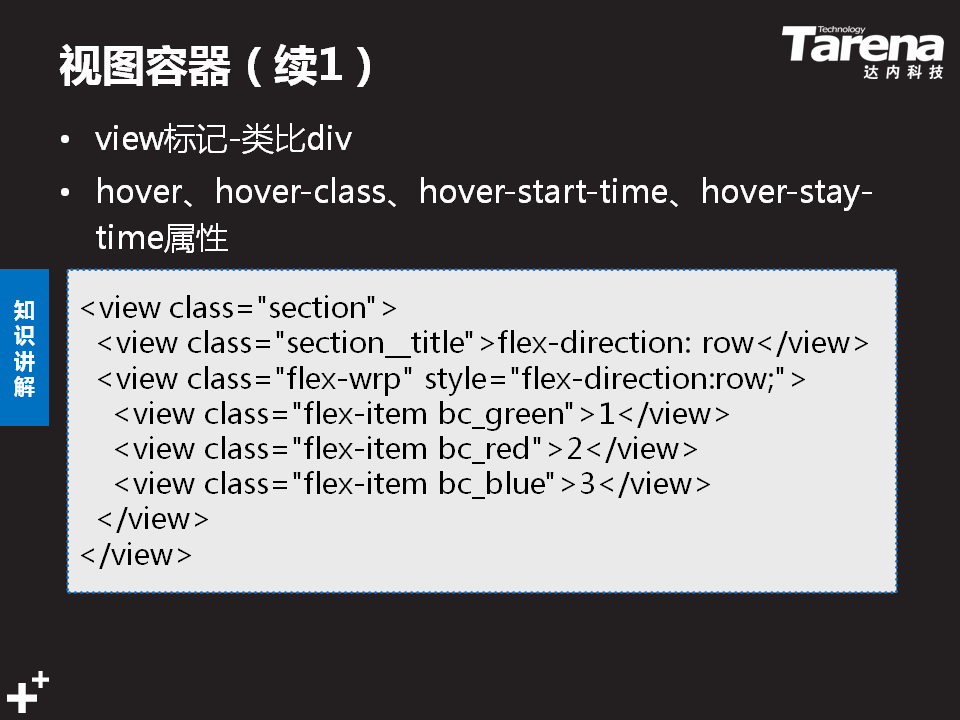 视图容器（续1）
Technology
Tarena
达内科技
• view标记-类比div
• hover、hover-class、hover-start-time、hover-stay-
time属性
知识讲解
<view class="section">
  <view class="section__title">flex-direction: row</view>
  <view class="flex-wrp" style="flex-direction:row;">
    <view class="flex-item bc_green">1</view>
    <view class="flex-item bc_red">2</view>
    <view class="flex-item bc_blue">3</view>
  </view>
</view>